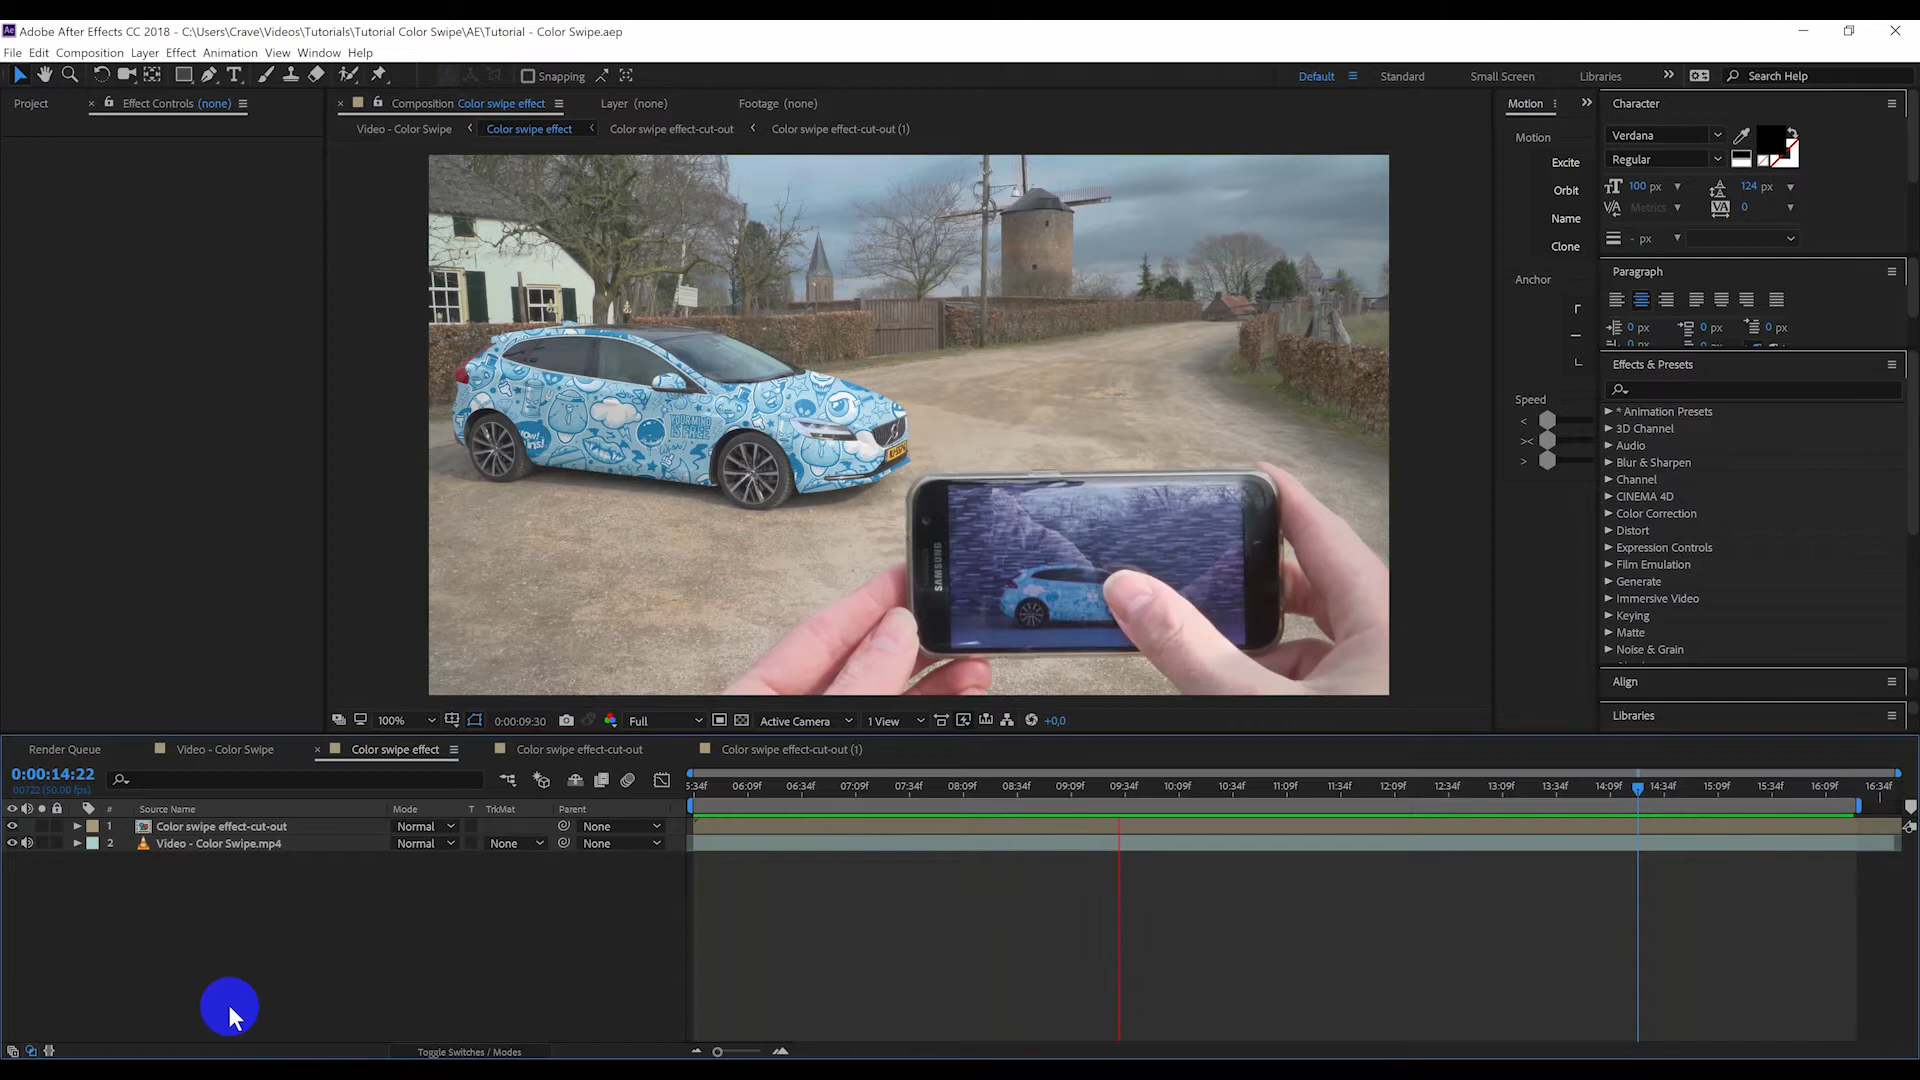 Adobe After Effects CC 2018 - C:\Users\Crave\Videos\Tutorials\Tutorial Color Swipe\AE\Tutorial - Color Swipe.aep
File Edit Composition Layer Effect Animation View Window Help
Snapping Default Standard Small Screen Libraries Search Help
Project Effect Controls (none) Composition Color swipe effect Layer (none) Footage (none) Motion Character
Video - Color Swipe Color swipe effect Color swipe effect-cut-out Color swipe effect-cut-out (1)
Motion
Excite
Orbit
Name
Clone
Anchor
Speed
<
><
>
Verdana
Regular
100 px 124 px
Metrics 0
- px
Paragraph
0 px 0 px 0 px
Effects & Presets
* Animation Presets
3D Channel
Audio
Blur & Sharpen
Channel
CINEMA 4D
Color Correction
Distort
Expression Controls
Film Emulation
Generate
Immersive Video
Keying
Matte
Noise & Grain
Align
Libraries
YOUR MIND
IS FREE
SAMSUNG
100% 0:00:09:30 Full Active Camera 1 View +0,0
Render Queue Video - Color Swipe Color swipe effect Color swipe effect-cut-out Color swipe effect-cut-out (1)
0:00:14:22
00722 (50.00 fps)
5:34f 06:09f 06:34f 07:09f 07:34f 08:09f 08:34f 09:09f 09:34f 10:09f 10:34f 11:09f 11:34f 12:09f 12:34f 13:09f 13:34f 14:09f 14:34f 15:09f 15:34f 16:09f 16:34f
# Source Name Mode T TrkMat Parent
1 Color swipe effect-cut-out Normal None
2 Video - Color Swipe.mp4 Normal None None
Toggle Switches / Modes